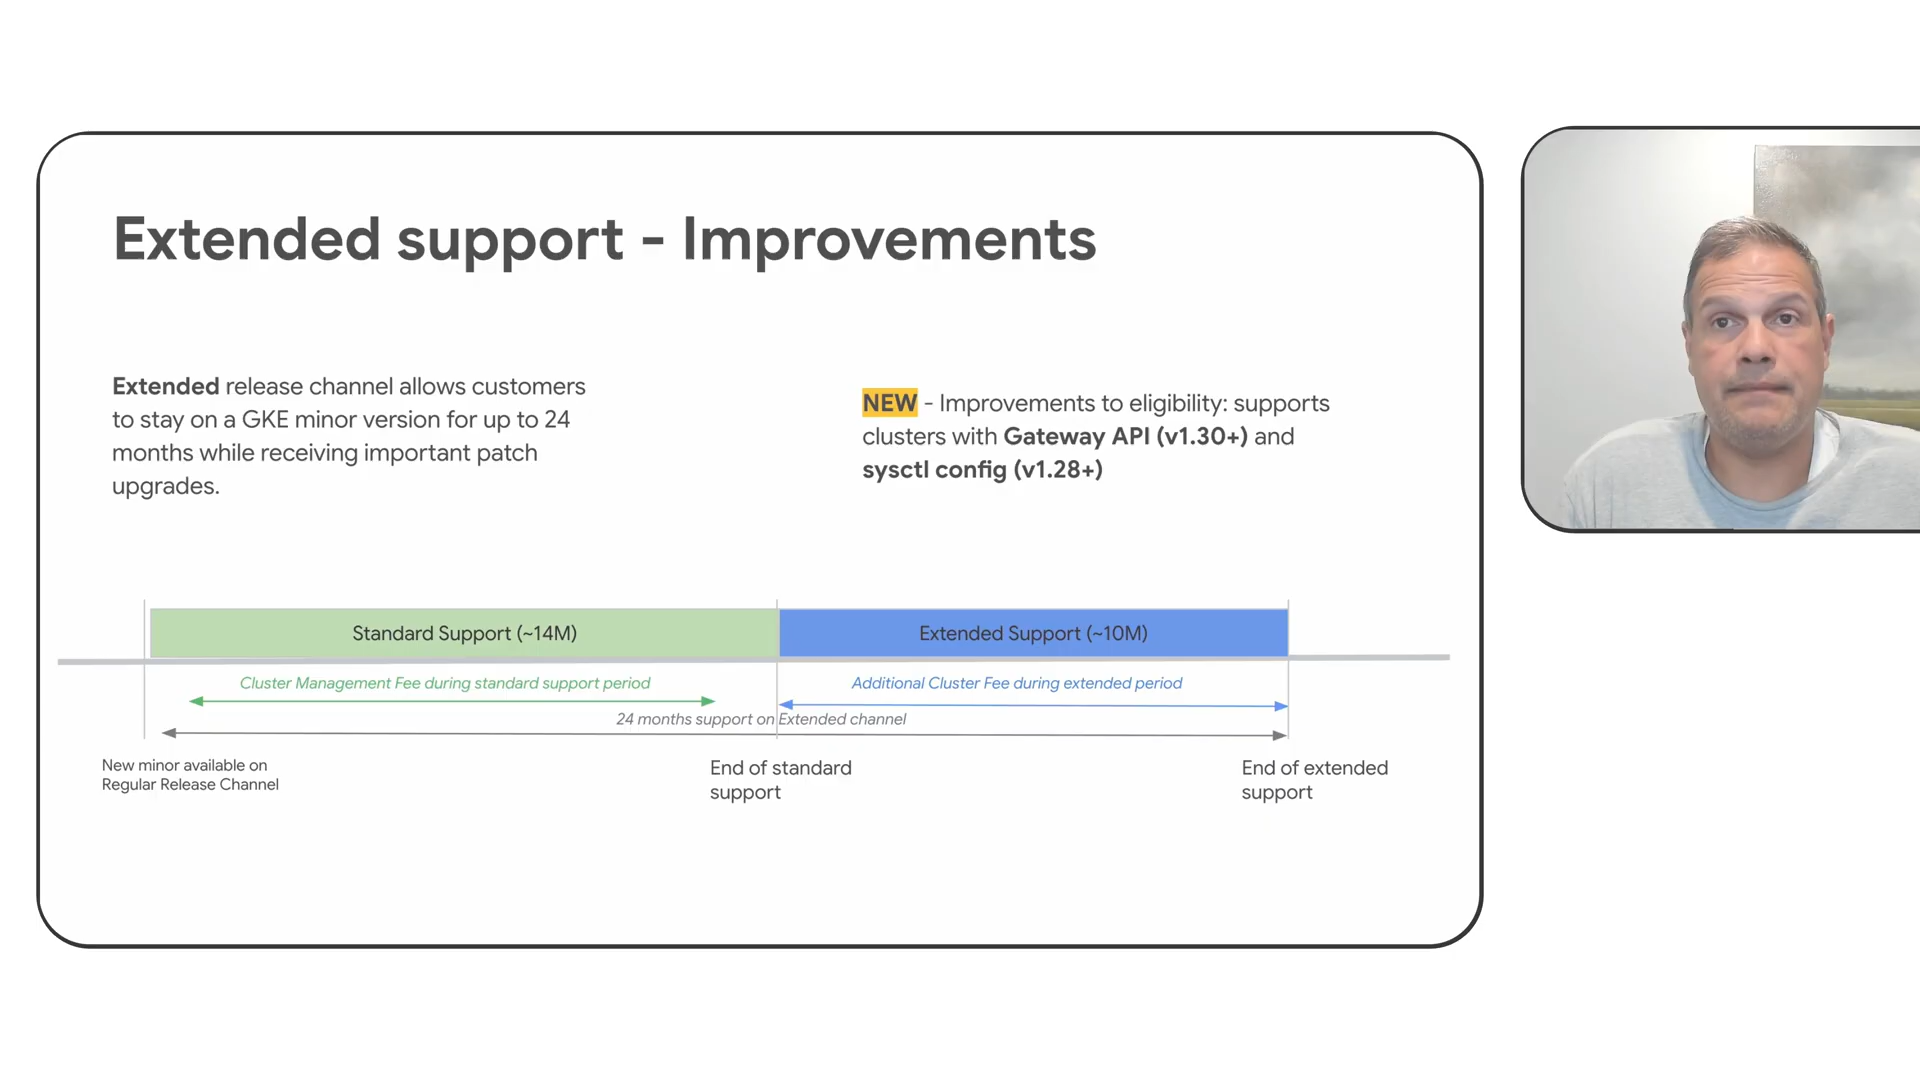 Extended support - Improvements
Extended release channel allows customers
to stay on a GKE minor version for up to 24
months while receiving important patch
upgrades.
NEW - Improvements to eligibility: supports
clusters with Gateway API (v1.30+) and
sysctl config (v1.28+)
Standard Support (~14M)
Extended Support (~10M)
Cluster Management Fee during standard support period
Additional Cluster Fee during extended period
24 months support on Extended channel
New minor available on
Regular Release Channel
End of standard
support
End of extended
support